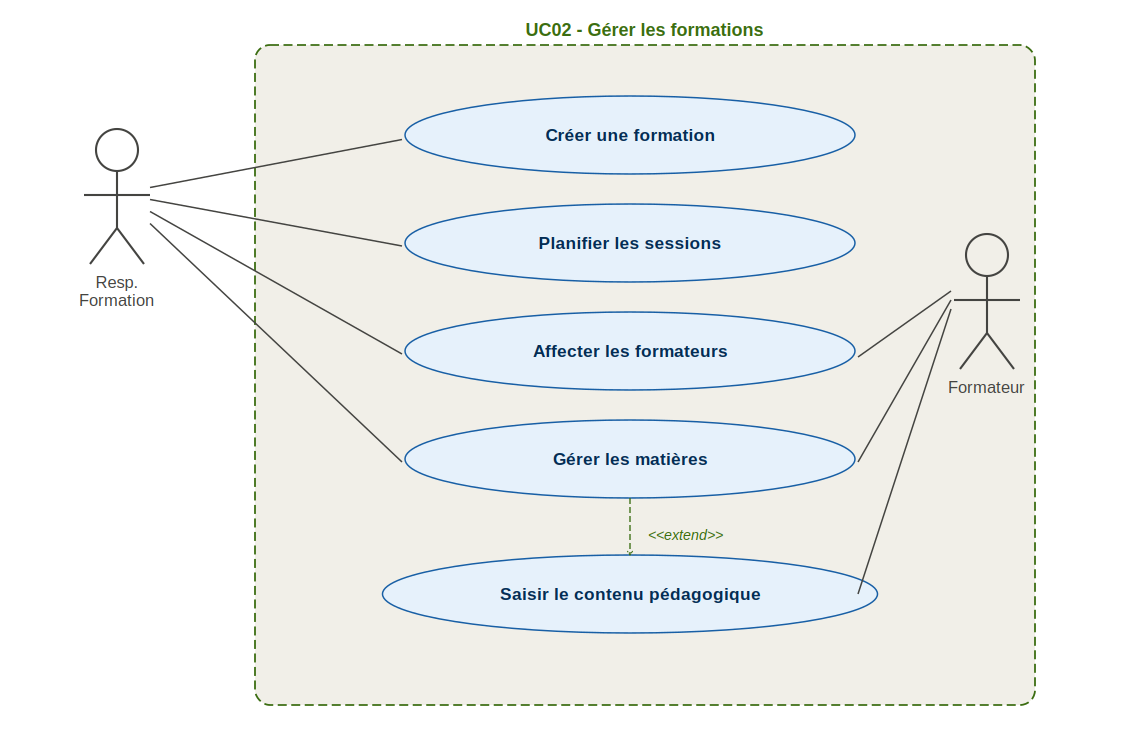 UC02 - Gérer les formations
Créer une formation
Planifier les sessions
Resp.
Formation
Affecter les formateurs
Formateur
Gérer les matières
<<extend>>
Saisir le contenu pédagogique